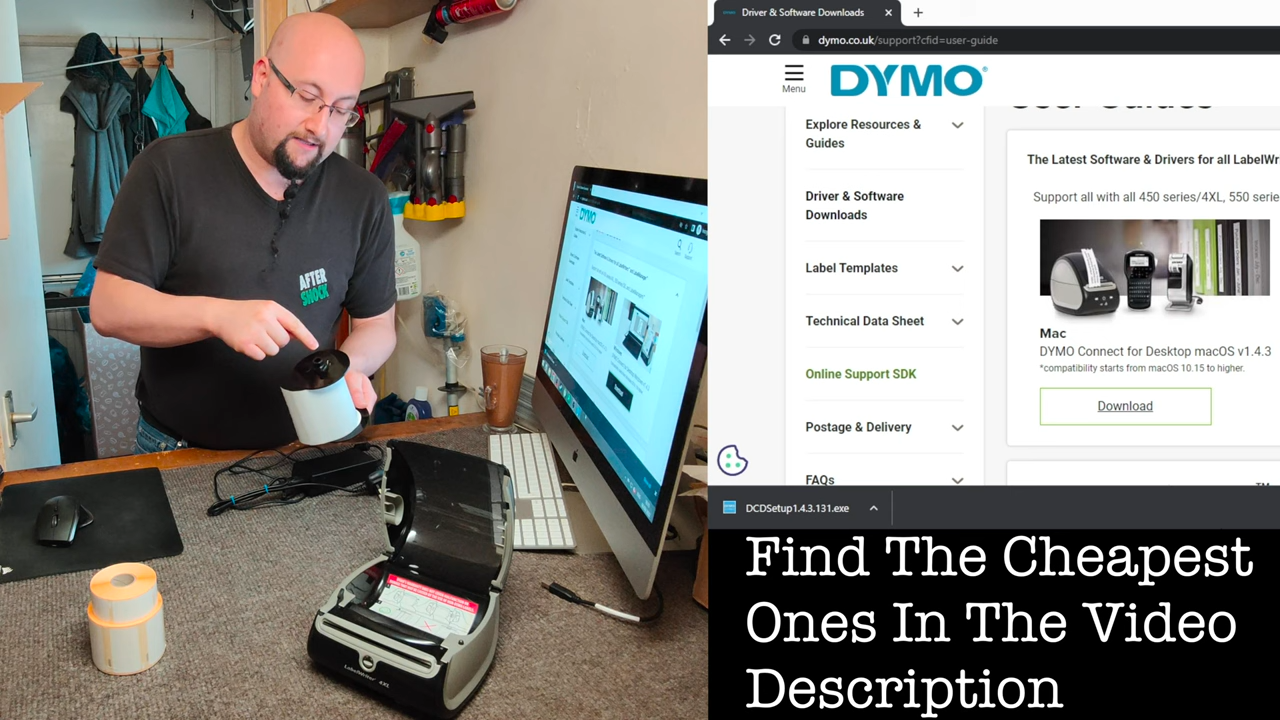 AFTER
SHOCK
DYMO
LabelWriter 4XL
Driver & Software Downloads
dymo.co.uk/support?cfid=user-guide
Menu
DYMO
User Guides
Explore Resources &
Guides
Driver & Software
Downloads
Label Templates
Technical Data Sheet
Online Support SDK
Postage & Delivery
FAQs
The Latest Software & Drivers for all LabelWr
Support all with all 450 series/4XL, 550 serie
Mac
DYMO Connect for Desktop macOS v1.4.3
*compatibility starts from macOS 10.15 to higher.
Download
TM
DCDSetup1.4.3.131.exe
Find The Cheapest
Ones In The Video
Description